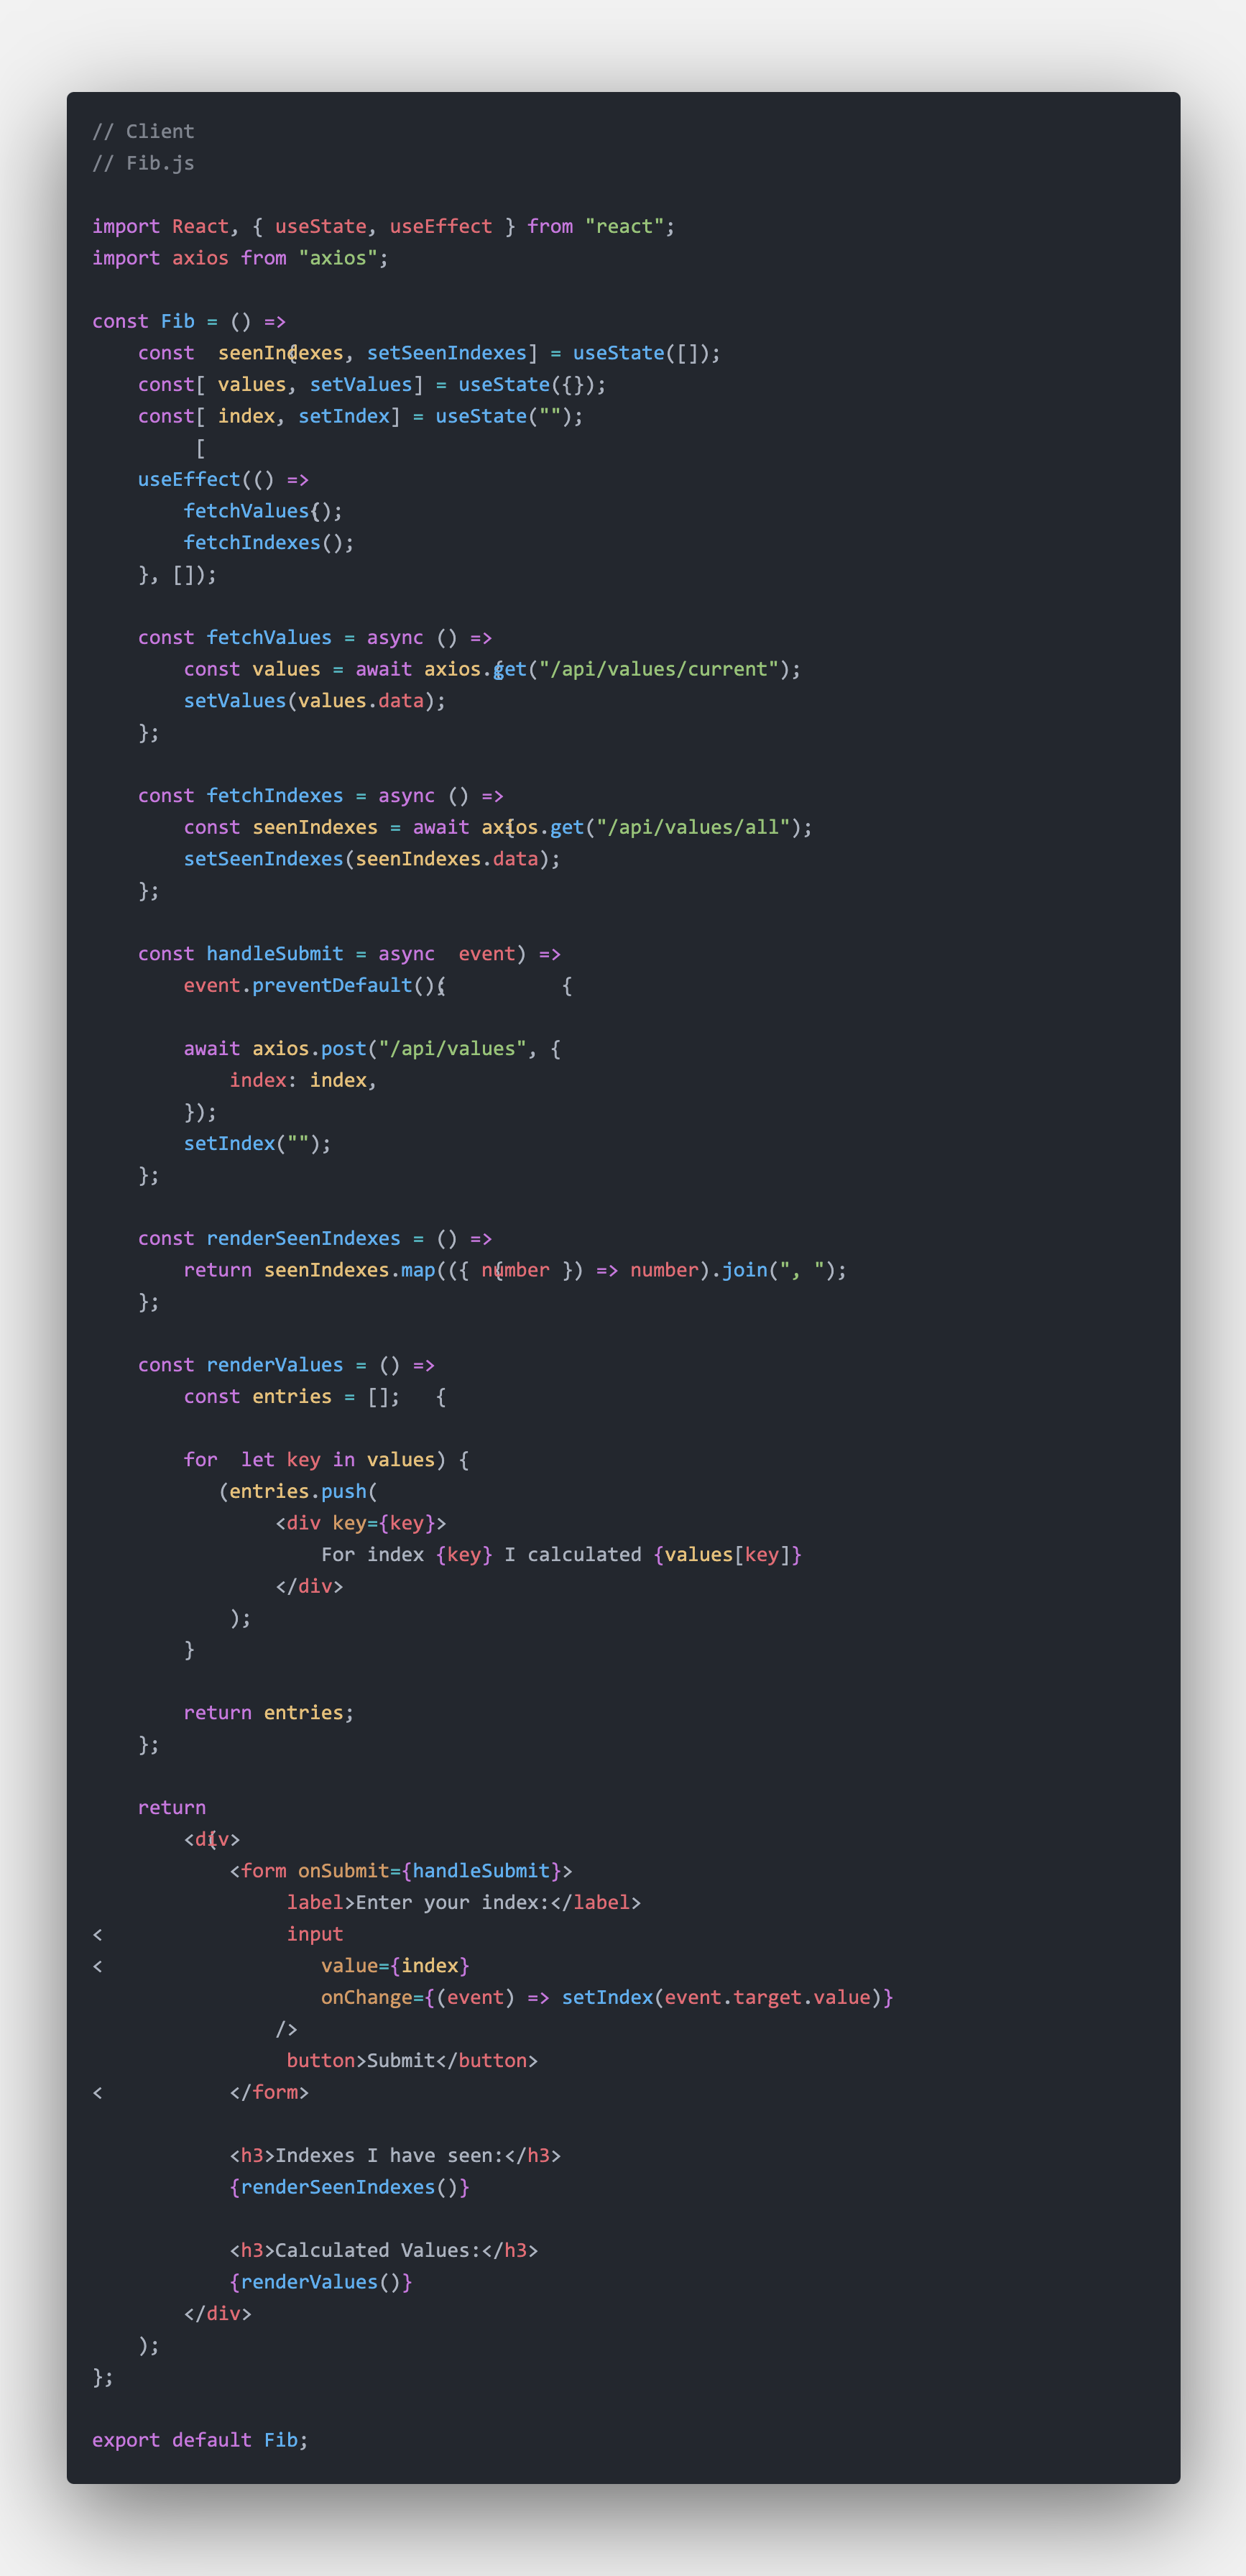 // Client
// Fib.js
import React, { useState, useEffect } from "react";
import axios from "axios";
const Fib = () => {
const [seenIndexes, setSeenIndexes] = useState([]);
const [values, setValues] = useState({});
const [index, setIndex] = useState("");
useEffect(() => {
fetchValues();
fetchIndexes();
}, []);
const fetchValues = async () => {
const values = await axios.get("/api/values/current");
setValues(values.data);
};
const fetchIndexes = async () => {
const seenIndexes = await axios.get("/api/values/all");
setSeenIndexes(seenIndexes.data);
};
const handleSubmit = async (event) => {
event.preventDefault();
await axios.post("/api/values", {
index: index,
});
setIndex("");
};
const renderSeenIndexes = () => {
return seenIndexes.map(({ number }) => number).join(", ");
};
const renderValues = () => {
const entries = [];
for (let key in values) {
entries.push(
<div key={key}>
For index {key} I calculated {values[key]}
</div>
);
}
return entries;
};
return (
<div>
<form onSubmit={handleSubmit}>
<label>Enter your index:</label>
<input
value={index}
onChange={(event) => setIndex(event.target.value)}
/>
<button>Submit</button>
</form>
<h3>Indexes I have seen:</h3>
{renderSeenIndexes()}
<h3>Calculated Values:</h3>
{renderValues()}
</div>
);
};
export default Fib;